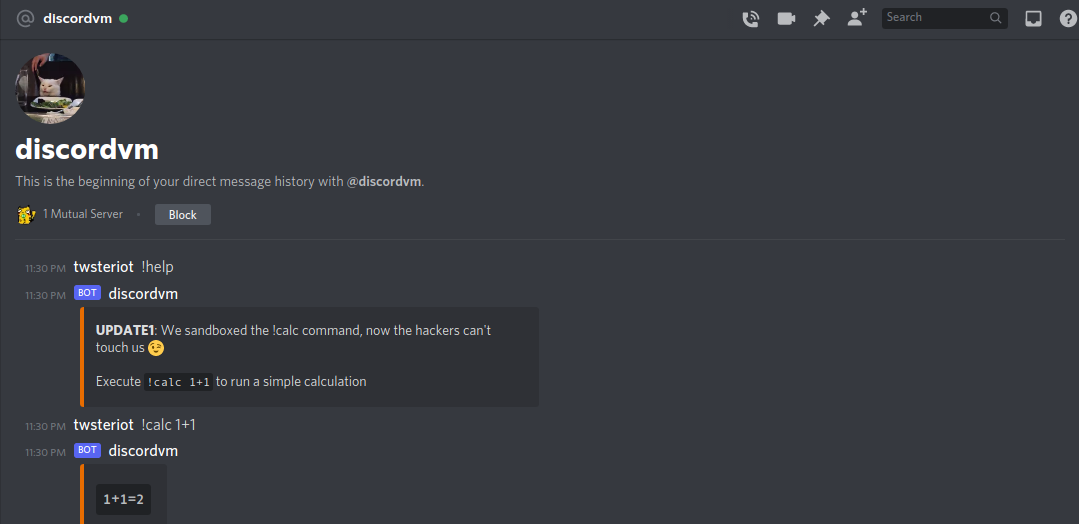 @ discordvm
Search
discordvm
This is the beginning of your direct message history with @discordvm.
1 Mutual Server
Block
11:30 PM twsteriot !help
11:30 PM BOT discordvm
UPDATE1: We sandboxed the !calc command, now the hackers can't
touch us 😉
Execute !calc 1+1 to run a simple calculation
11:30 PM twsteriot !calc 1+1
11:30 PM BOT discordvm
1+1=2